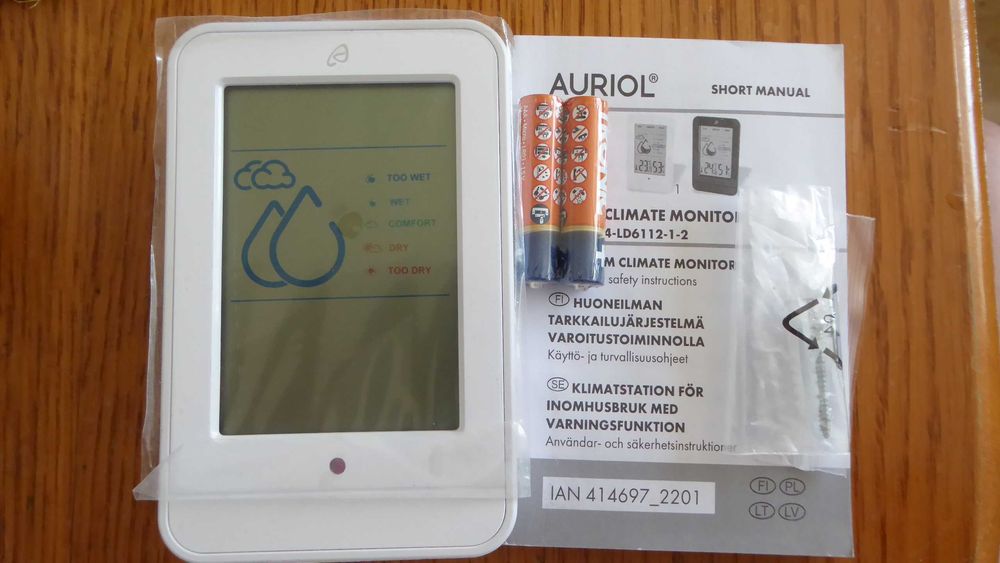 TOO WET
WET
COMFORT
DRY
TOO DRY
AURIOL®
SHORT MANUAL
1
CLIMATE MONITOR
4-LD6112-1-2
M CLIMATE MONITOR
safety instructions
FI HUONEILMAN
TARKKAILUJÄRJESTELMÄ
VAROITUSTOIMINNOLLA
Käyttö- ja turvallisuusohjeet
SE KLIMATSTATION FÖR
INOMHUSBRUK MED
VARNINGSFUNKTION
Användar- och säkerhetsinstruktioner
IAN 414697_2201
FI PL
LT LV